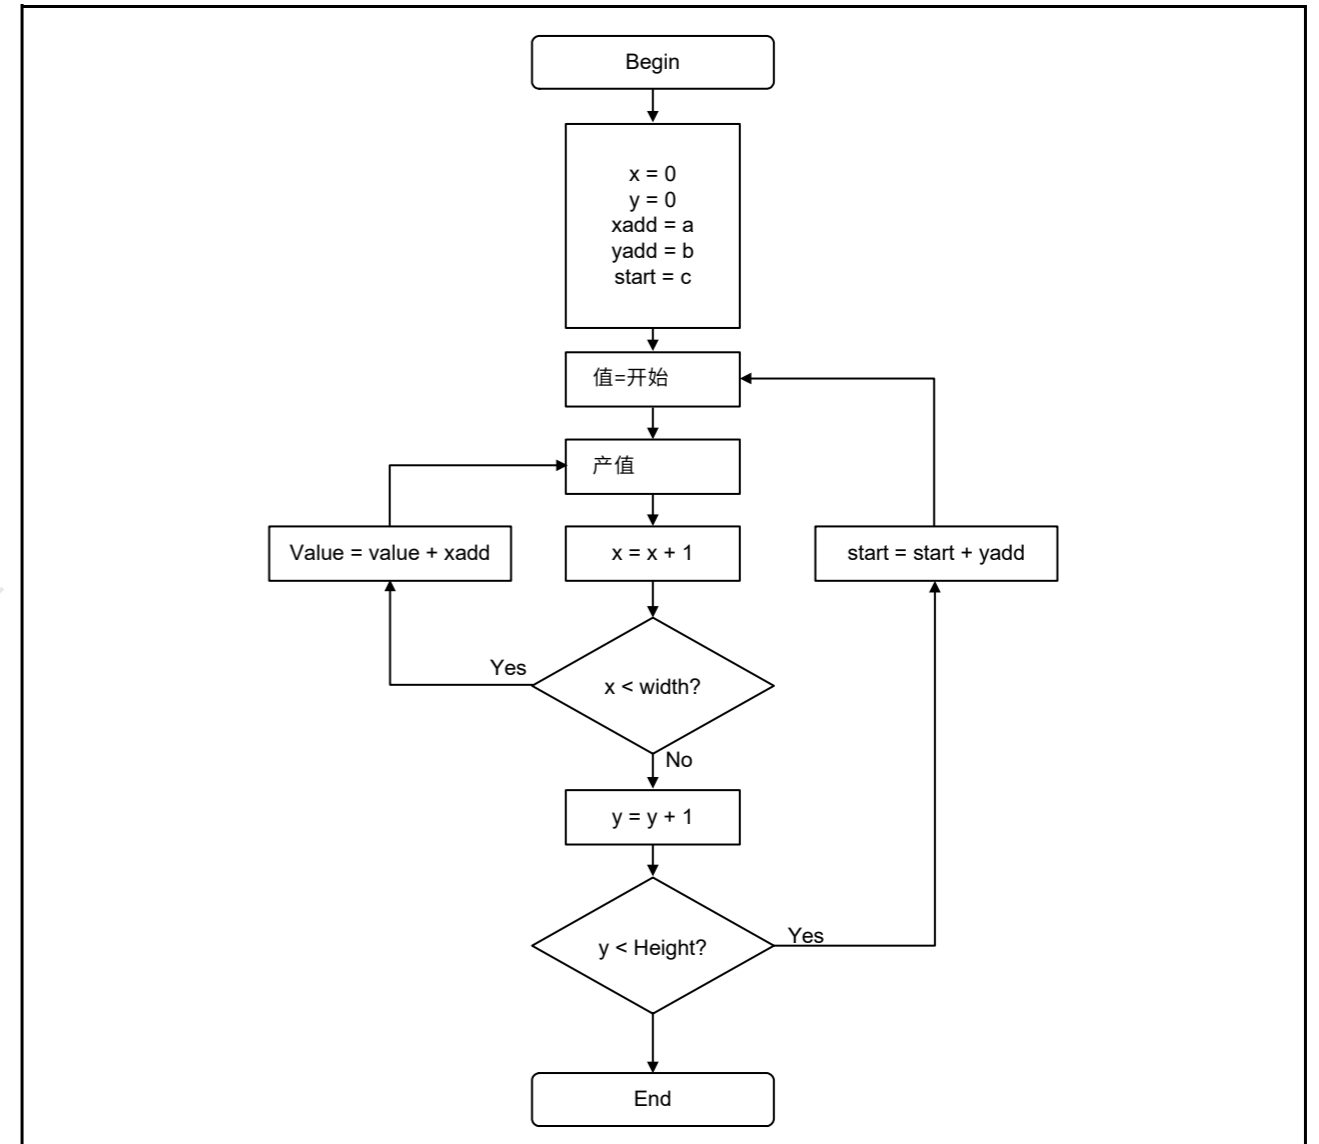 Begin
x = 0
y = 0
xadd = a
yadd = b
start = c
值=开始
产值
Value = value + xadd
x = x + 1
start = start + yadd
Yes
x < width?
No
y = y + 1
Yes
y < Height?
End